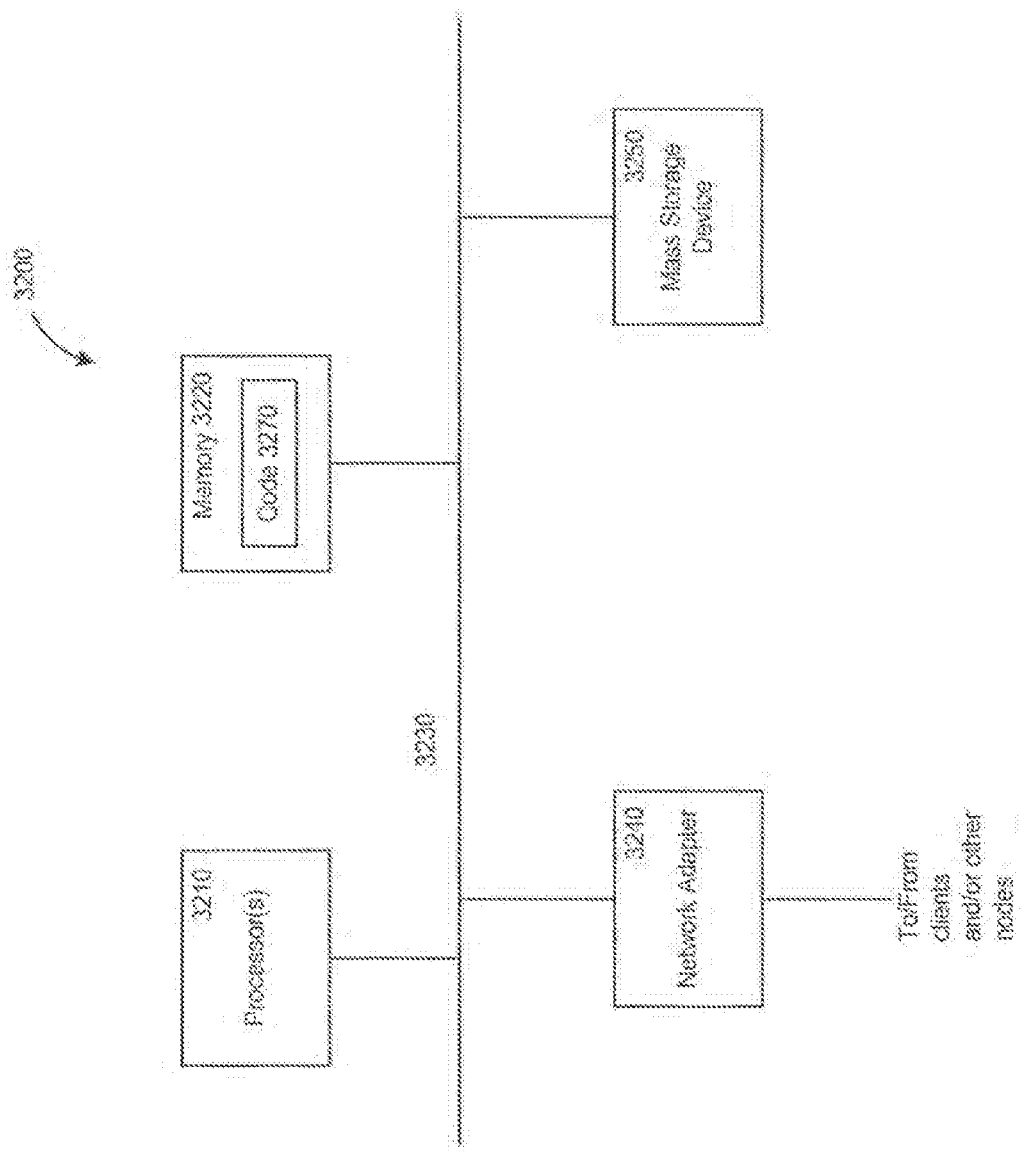 3200
3210
Processor(s)
Memory 3220
Code 3270
3230
3240
Network Adapter
3250
Mass Storage
Device
To/From
clients
and/or other
nodes